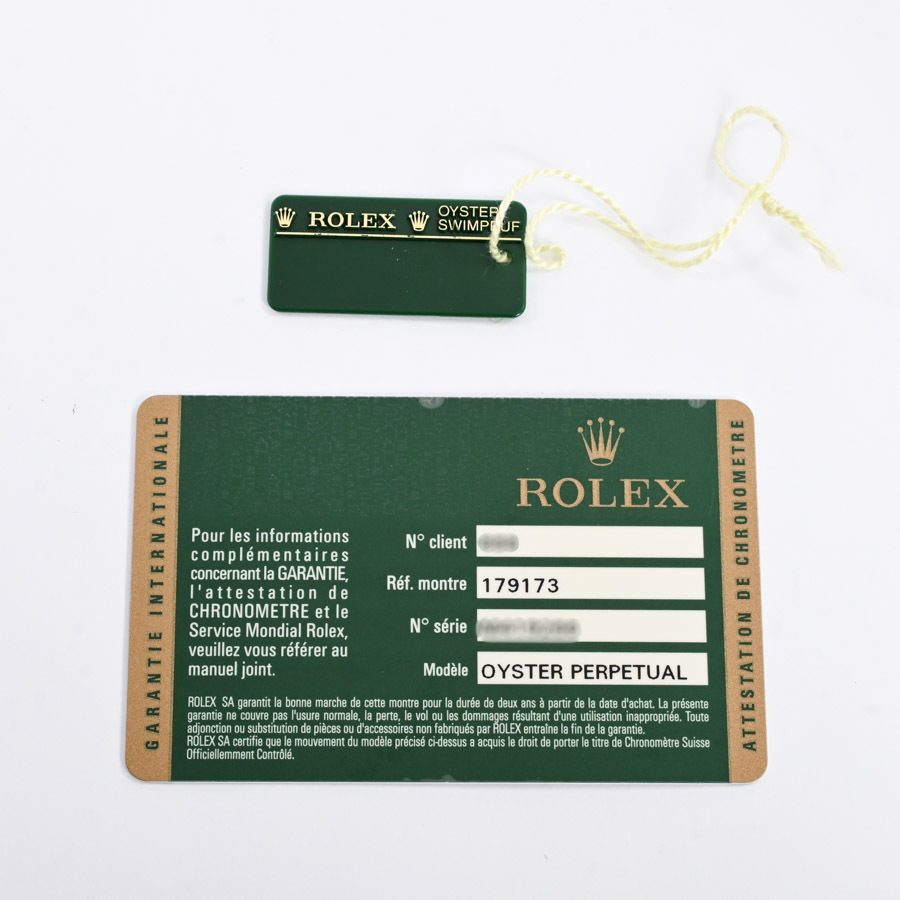 ROLEX OYSTER
SWIMPRUF
GARANTIE INTERNATIONALE
ROLEX
Pour les informations
complémentaires
concernant la GARANTIE,
l'attestation de
CHRONOMETRE et le
Service Mondial Rolex,
veuillez vous référer au
manuel joint.
N° client
Réf. montre 179173
N° série
Modèle OYSTER PERPETUAL
ROLEX SA garantit la bonne marche de cette montre pour la durée de deux ans à partir de la date d'achat. La présente
garantie ne couvre pas l'usure normale, la perte, le vol ou les dommages résultant d'une utilisation inappropriée. Toute
adjonction ou substitution de pièces ou d'accessoires non fabriqués par ROLEX entraîne la fin de la garantie.
ROLEX SA certifie que le mouvement du modèle précisé ci-dessus a acquis le droit de porter le titre de Chronomètre Suisse
Officiellemment Contrôlé.
ATTESTATION DE CHRONOMETRE